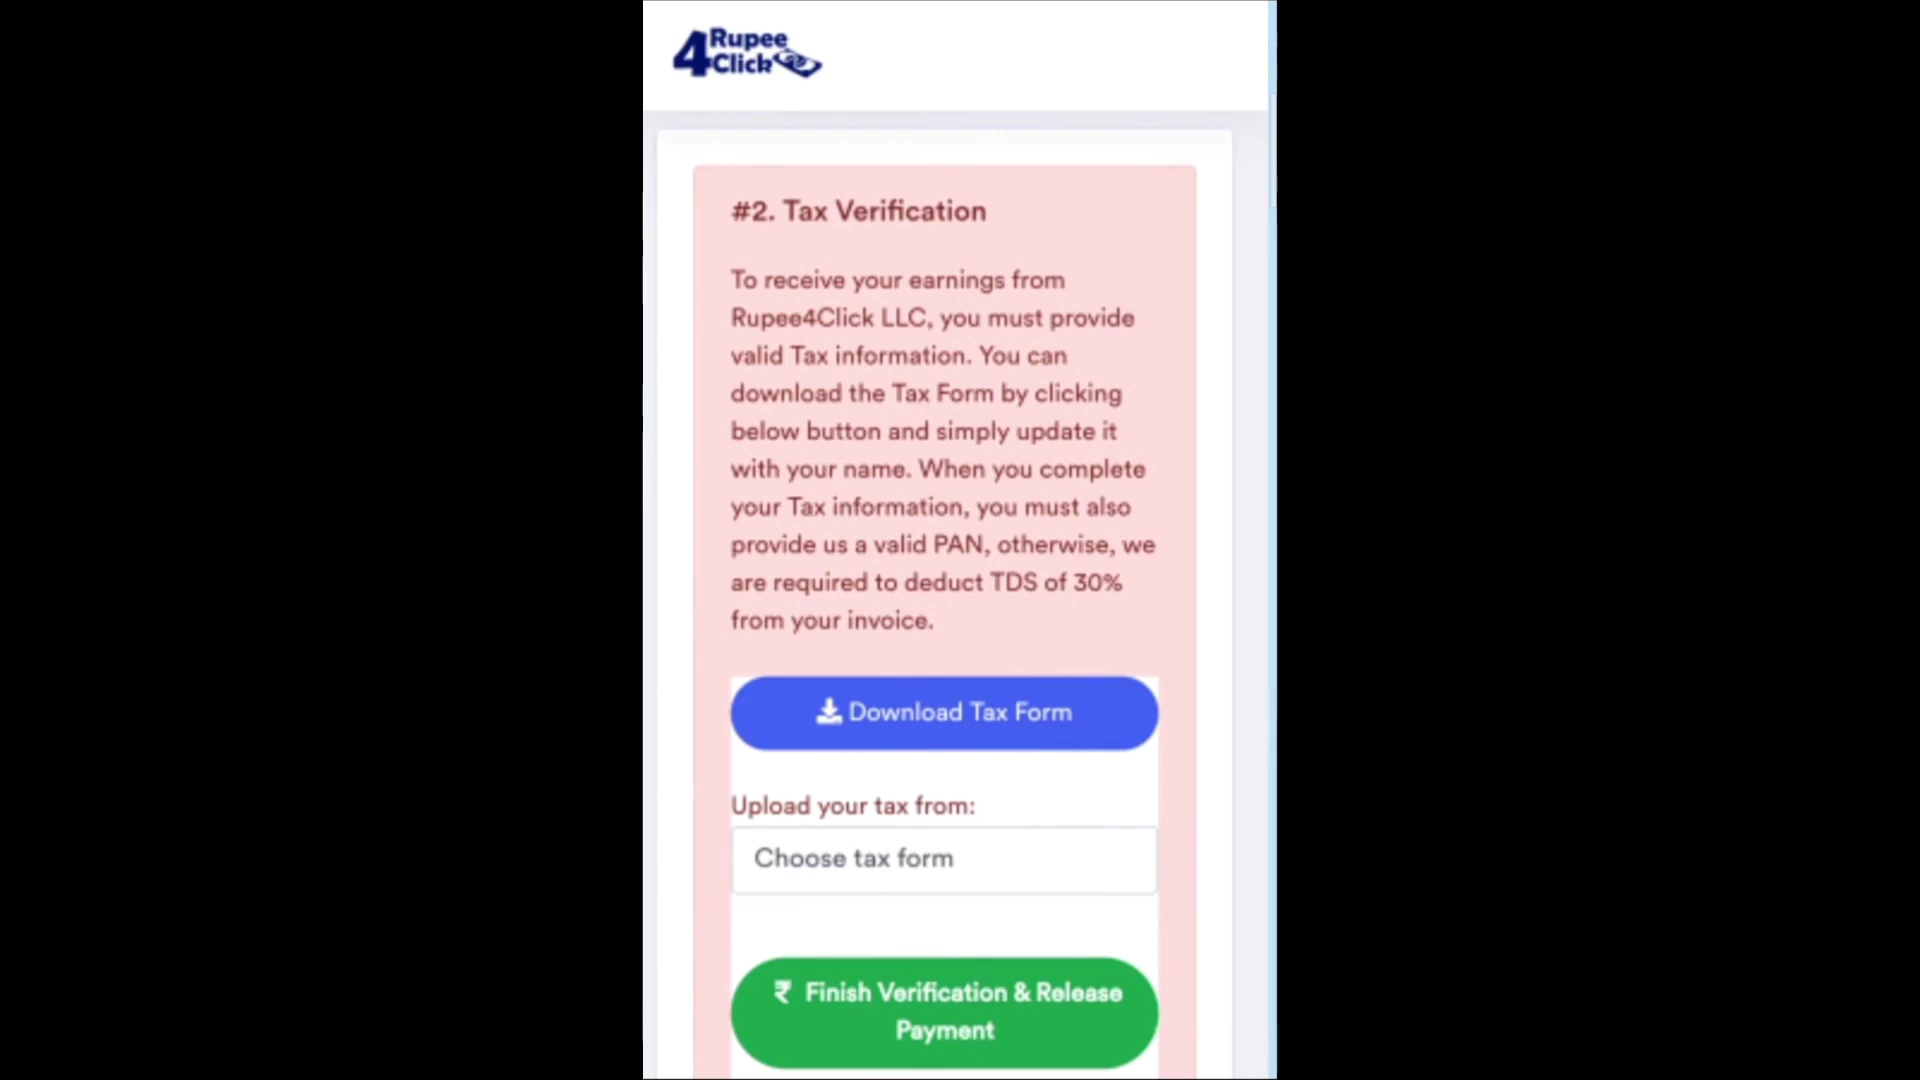 Rupee
4Click
#2. Tax Verification
To receive your earnings from
Rupee4Click LLC, you must provide
valid Tax information. You can
download the Tax Form by clicking
below button and simply update it
with your name. When you complete
your Tax information, you must also
provide us a valid PAN, otherwise, we
are required to deduct TDS of 30%
from your invoice.
Download Tax Form
Upload your tax from:
Choose tax form
₹ Finish Verification & Release
Payment